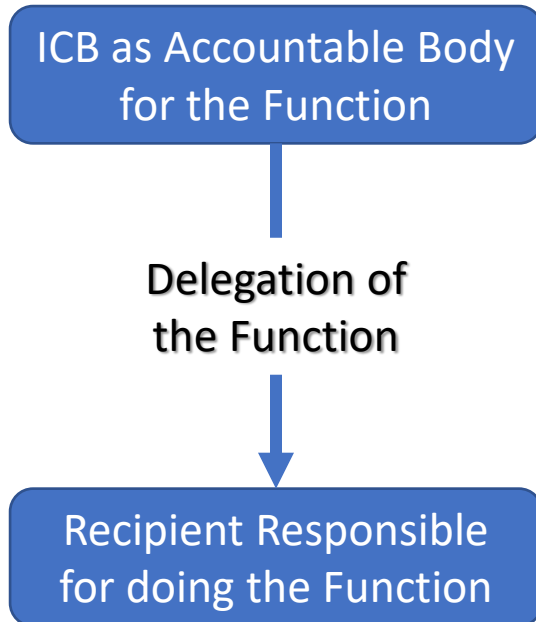 ICB as Accountable Body
for the Function
Delegation of
the Function
Recipient Responsible
for doing the Function